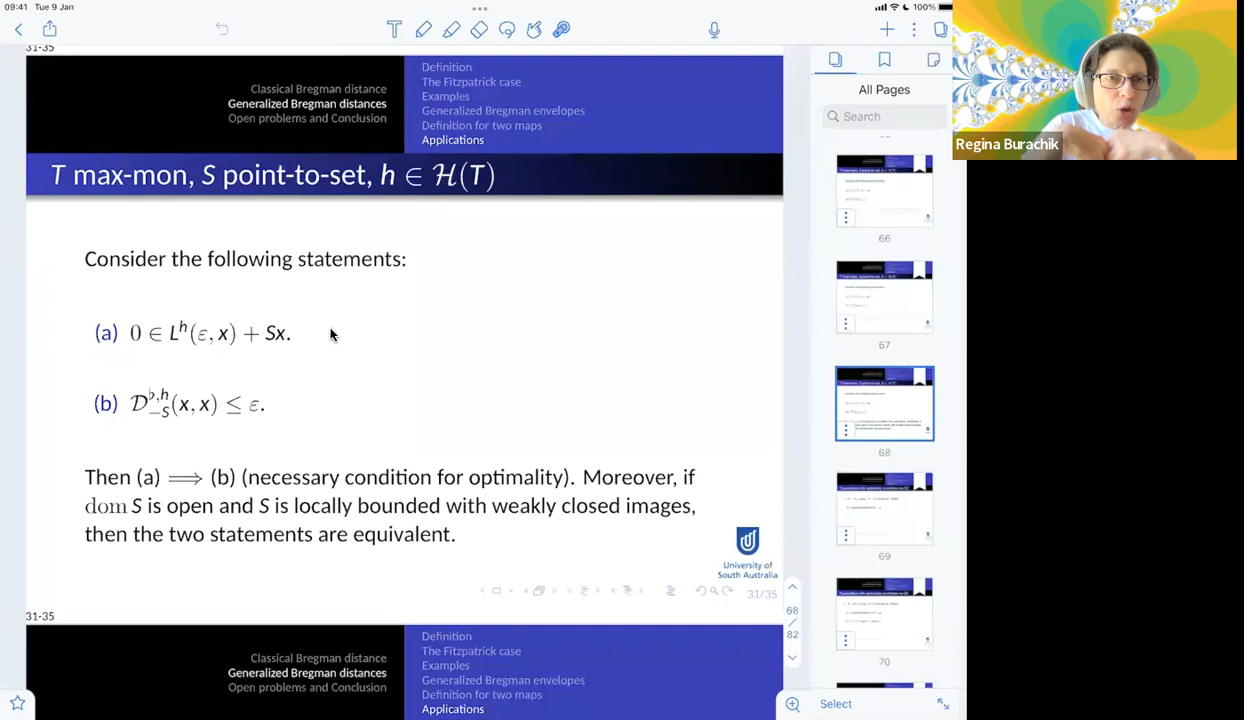 09:41 Tue 9 Jan
100%
31-35
Classical Bregman distance
Generalized Bregman distances
Open problems and Conclusion
Definition
The Fitzpatrick case
Examples
Generalized Bregman envelopes
Definition for two maps
Applications
T max-mon, S point-to-set, h ∈ ℋ(T)
Consider the following statements:
(a) 0 ∈ Lʰ(ε, x) + Sx.
(b) 𝒟^{♭,h}_{−S}(x, x) ≤ ε.
Then (a) ⟹ (b) (necessary condition for optimality). Moreover, if
dom S is open and S is locally bounded with weakly closed images,
then the two statements are equivalent.
University of
South Australia
31/35
31-35
Classical Bregman distance
Generalized Bregman distances
Open problems and Conclusion
Definition
The Fitzpatrick case
Examples
Generalized Bregman envelopes
Definition for two maps
Applications
68
/
82
All Pages
Search
66
67
68
69
70
Select
Regina Burachik